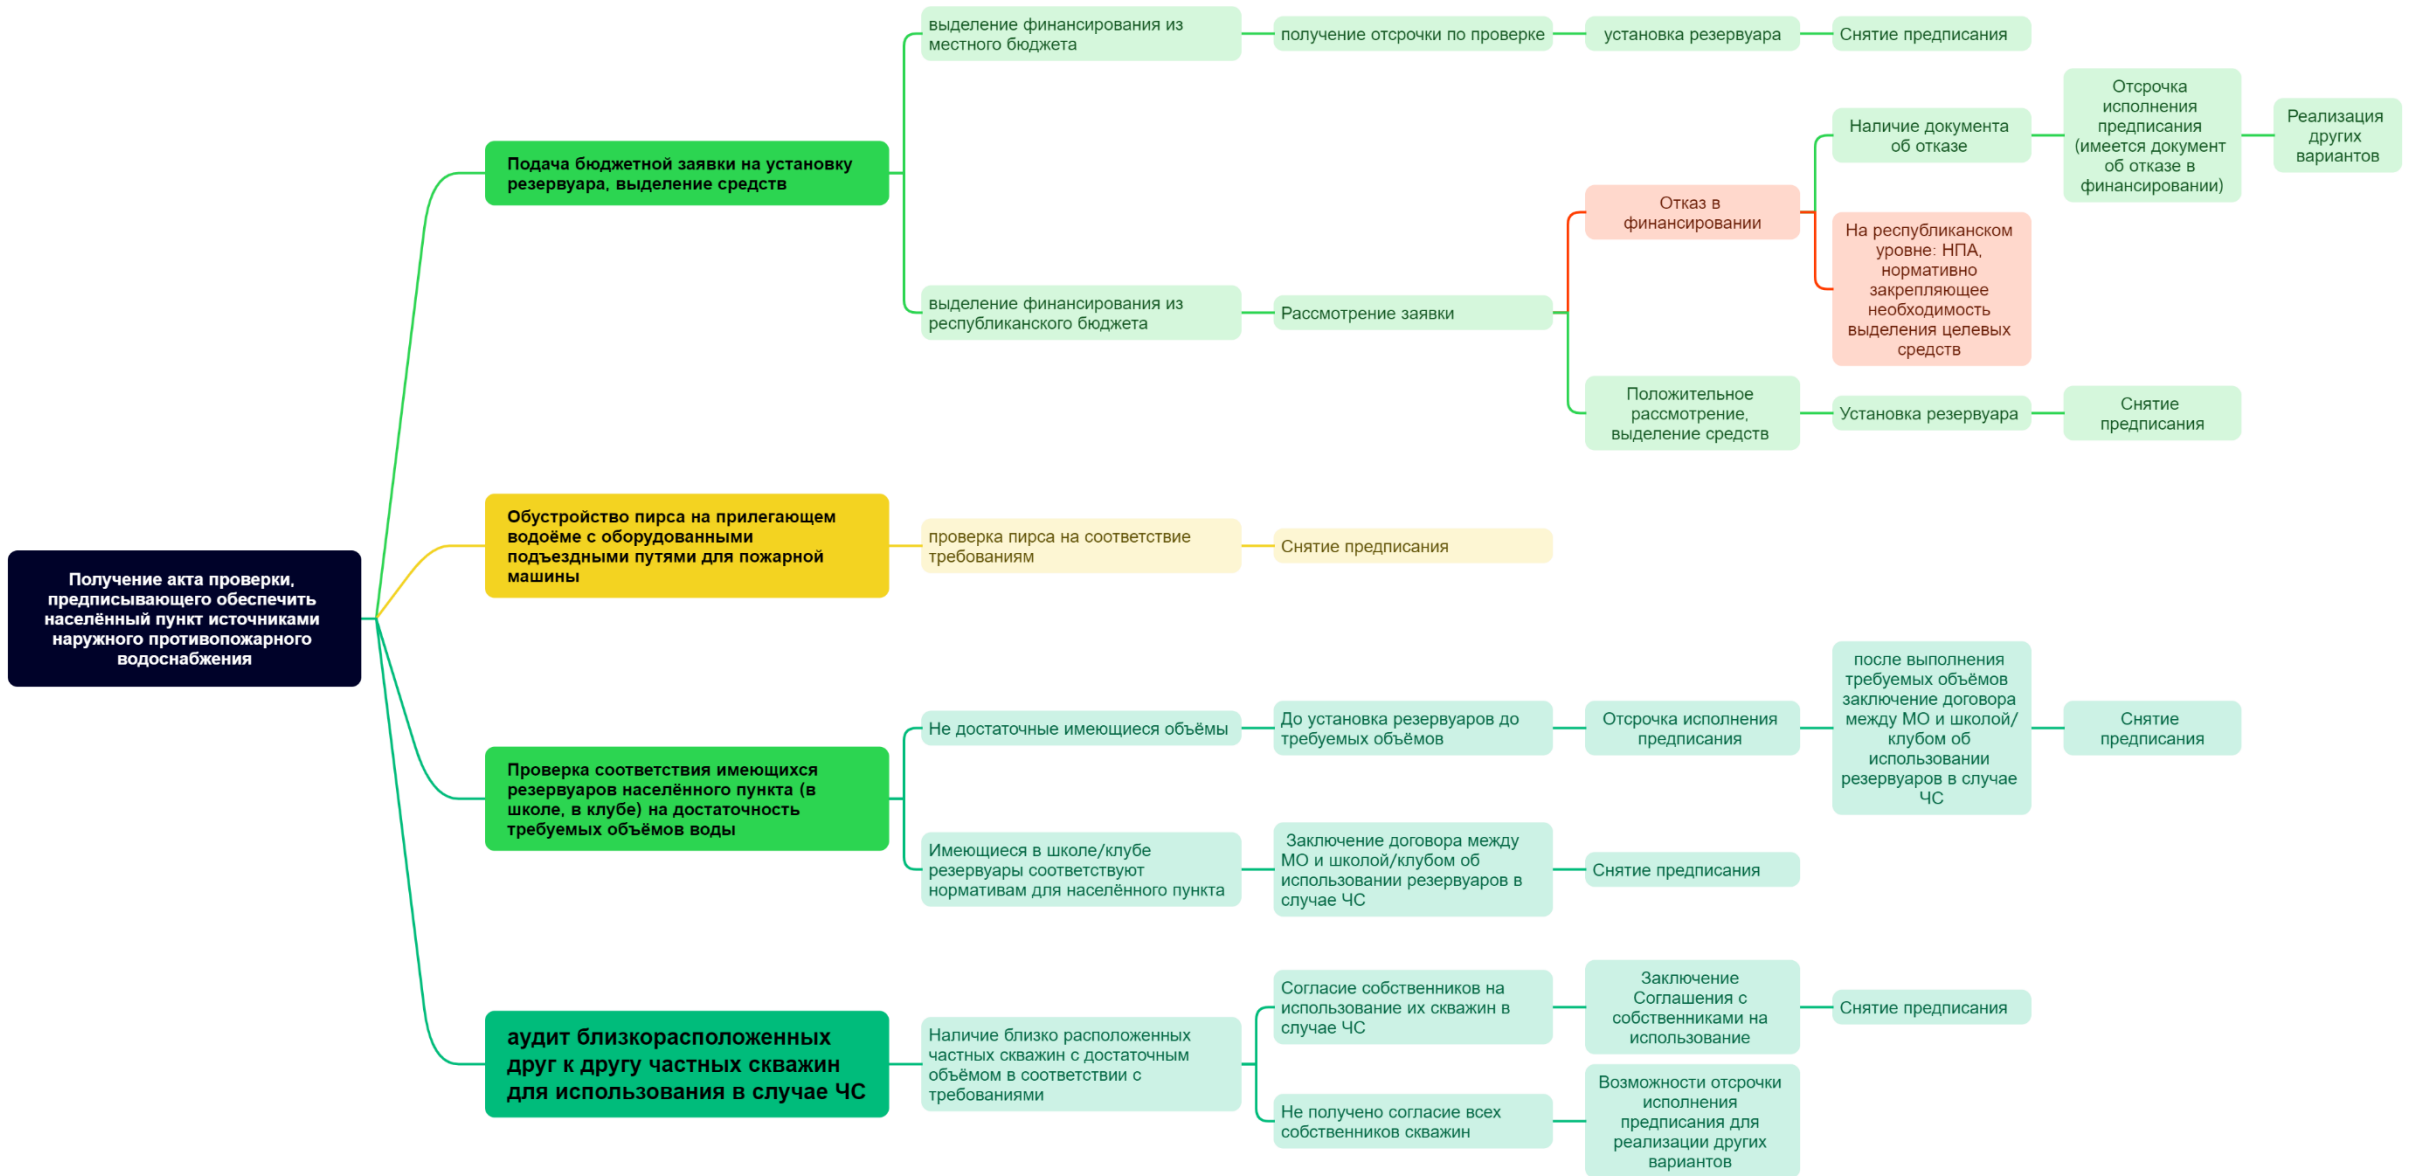 Получение акта проверки,
предписывающего обеспечить
населённый пункт источниками
наружного противопожарного
водоснабжения
Подача бюджетной заявки на установку
резервуара, выделение средств
выделение финансирования из
местного бюджета
получение отсрочки по проверке
установка резервуара
Снятие предписания
выделение финансирования из
республиканского бюджета
Рассмотрение заявки
Отказ в
финансировании
Наличие документа
об отказе
Отсрочка
исполнения
предписания
(имеется документ
об отказе в
финансировании)
Реализация
других
вариантов
На республиканском
уровне: НПА,
нормативно
закрепляющее
необходимость
выделения целевых
средств
Положительное
рассмотрение,
выделение средств
Установка резервуара
Снятие
предписания
Обустройство пирса на прилегающем
водоёме с оборудованными
подъездными путями для пожарной
машины
проверка пирса на соответствие
требованиям
Снятие предписания
Проверка соответствия имеющихся
резервуаров населённого пункта (в
школе, в клубе) на достаточность
требуемых объёмов воды
Не достаточные имеющиеся объёмы
До установка резервуаров до
требуемых объёмов
Отсрочка исполнения
предписания
после выполнения
требуемых объёмов
заключение договора
между МО и школой/
клубом об
использовании
резервуаров в случае
ЧС
Снятие
предписания
Имеющиеся в школе/клубе
резервуары соответствуют
нормативам для населённого пункта
Заключение договора между
МО и школой/клубом об
использовании резервуаров в
случае ЧС
Снятие предписания
аудит близкорасположенных
друг к другу частных скважин
для использования в случае ЧС
Наличие близко расположенных
частных скважин с достаточным
объёмом в соответствии с
требованиями
Согласие собственников на
использование их скважин в
случае ЧС
Заключение
Соглашения с
собственниками на
использование
Снятие предписания
Не получено согласие всех
собственников скважин
Возможности отсрочки
исполнения
предписания для
реализации других
вариантов